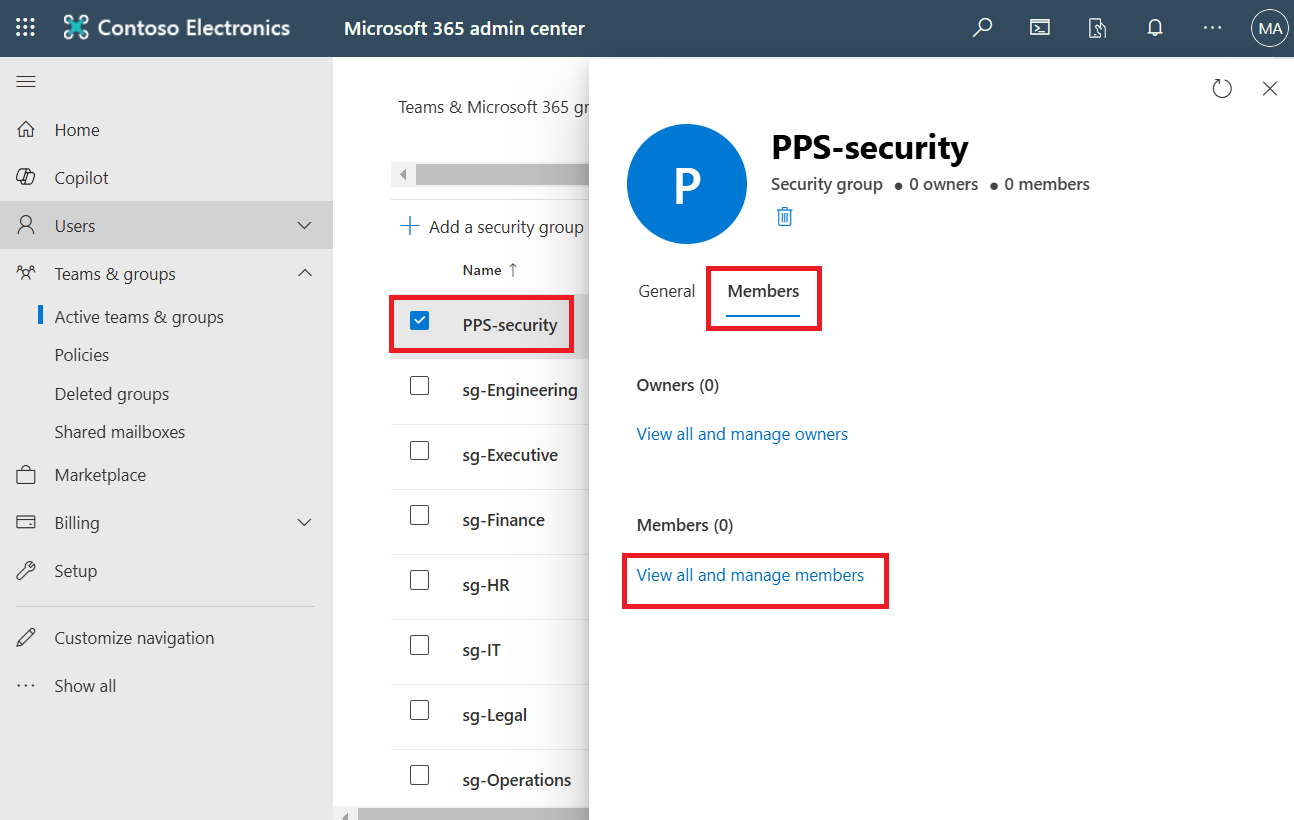 Contoso Electronics
Microsoft 365 admin center
MA
Home
Copilot
Users
Teams & groups
Active teams & groups
Policies
Deleted groups
Shared mailboxes
Marketplace
Billing
Setup
Customize navigation
Show all
Teams & Microsoft 365 gr
Add a security group
Name ↑
PPS-security
sg-Engineering
sg-Executive
sg-Finance
sg-HR
sg-IT
sg-Legal
sg-Operations
P
PPS-security
Security group ● 0 owners ● 0 members
General Members
Owners (0)
View all and manage owners
Members (0)
View all and manage members